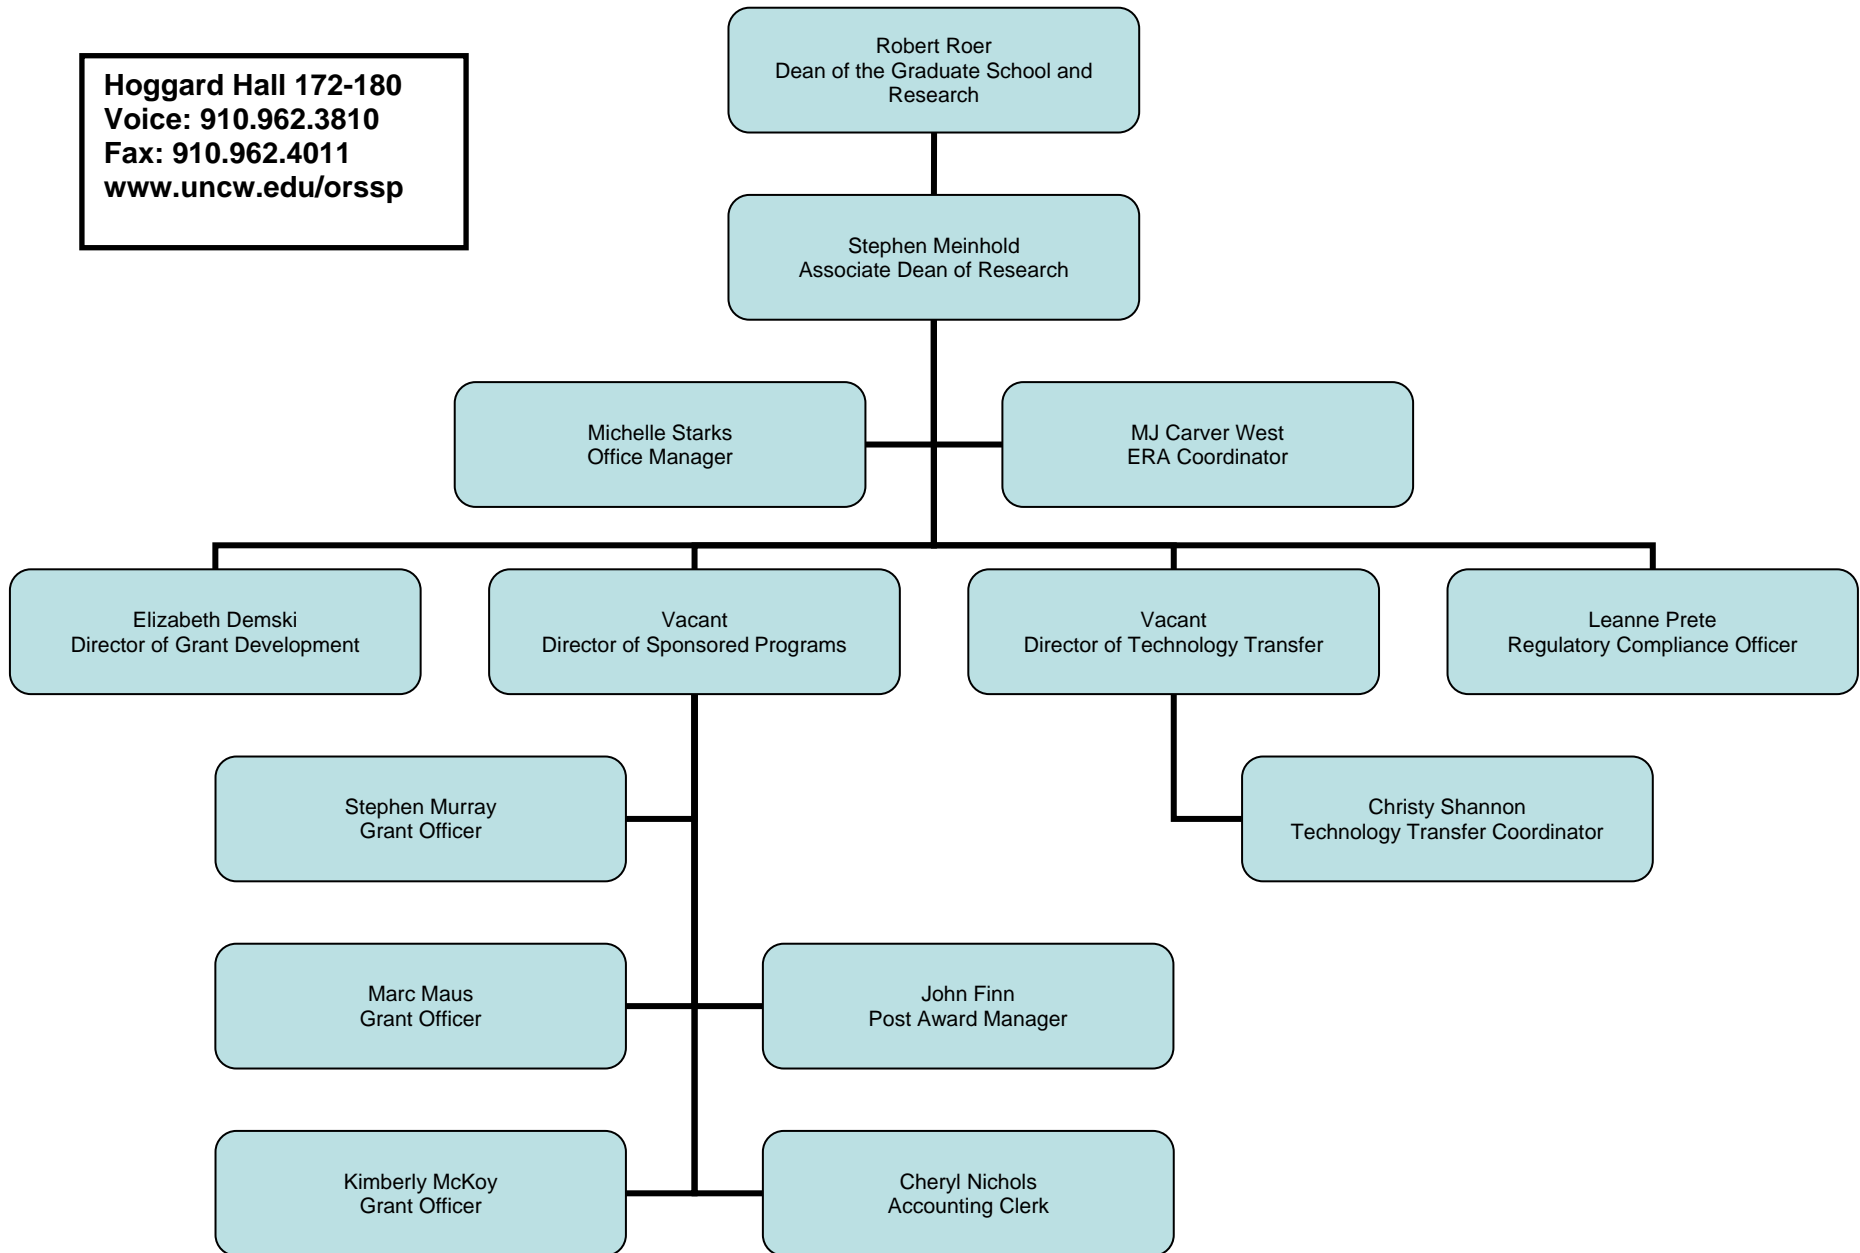 Hoggard Hall 172-180
Voice: 910.962.3810
Fax: 910.962.4011
www.uncw.edu/orssp
Robert Roer
Dean of the Graduate School and
Research
Stephen Meinhold
Associate Dean of Research
Michelle Starks
Office Manager
MJ Carver West
ERA Coordinator
Elizabeth Demski
Director of Grant Development
Vacant
Director of Sponsored Programs
Vacant
Director of Technology Transfer
Leanne Prete
Regulatory Compliance Officer
Stephen Murray
Grant Officer
Christy Shannon
Technology Transfer Coordinator
Marc Maus
Grant Officer
John Finn
Post Award Manager
Kimberly McKoy
Grant Officer
Cheryl Nichols
Accounting Clerk